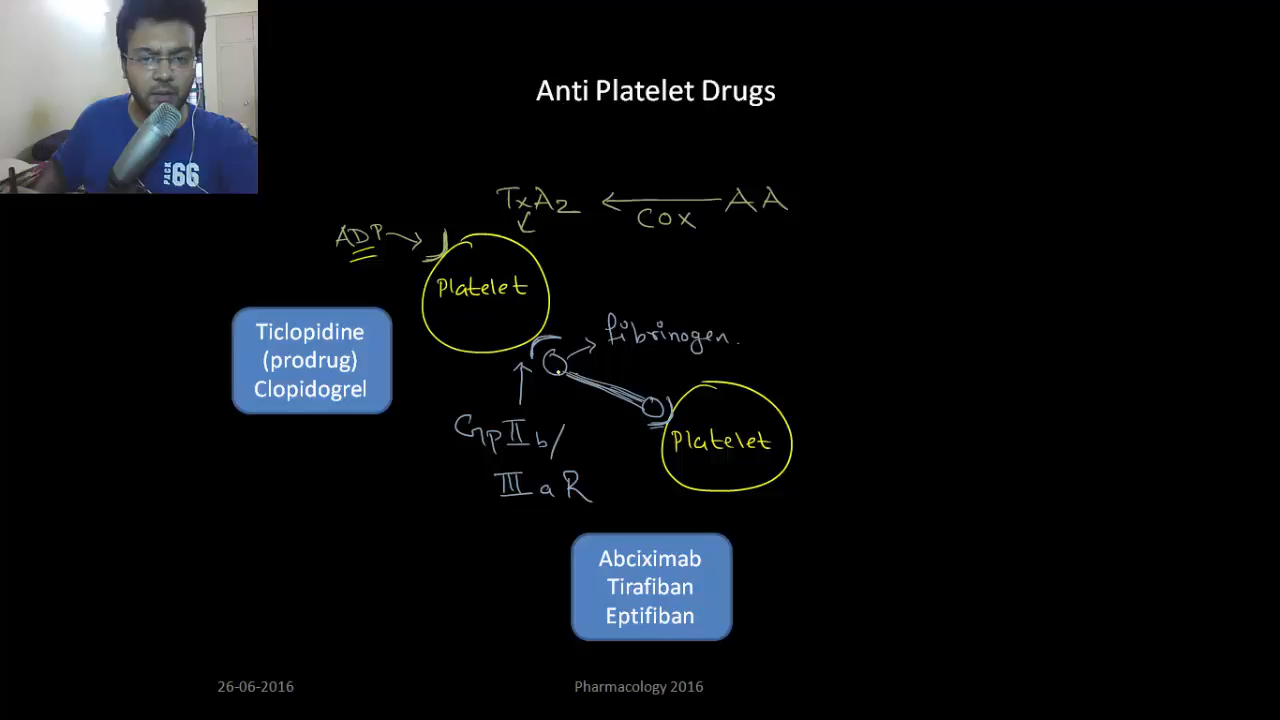 Anti Platelet Drugs
TxA2 COX AA
ADP
Platelet
Ticlopidine
(prodrug)
Clopidogrel
fibrinogen.
GpIIb/
IIIaR
Platelet
Abciximab
Tirafiban
Eptifiban
PACK
66
26-06-2016
Pharmacology 2016